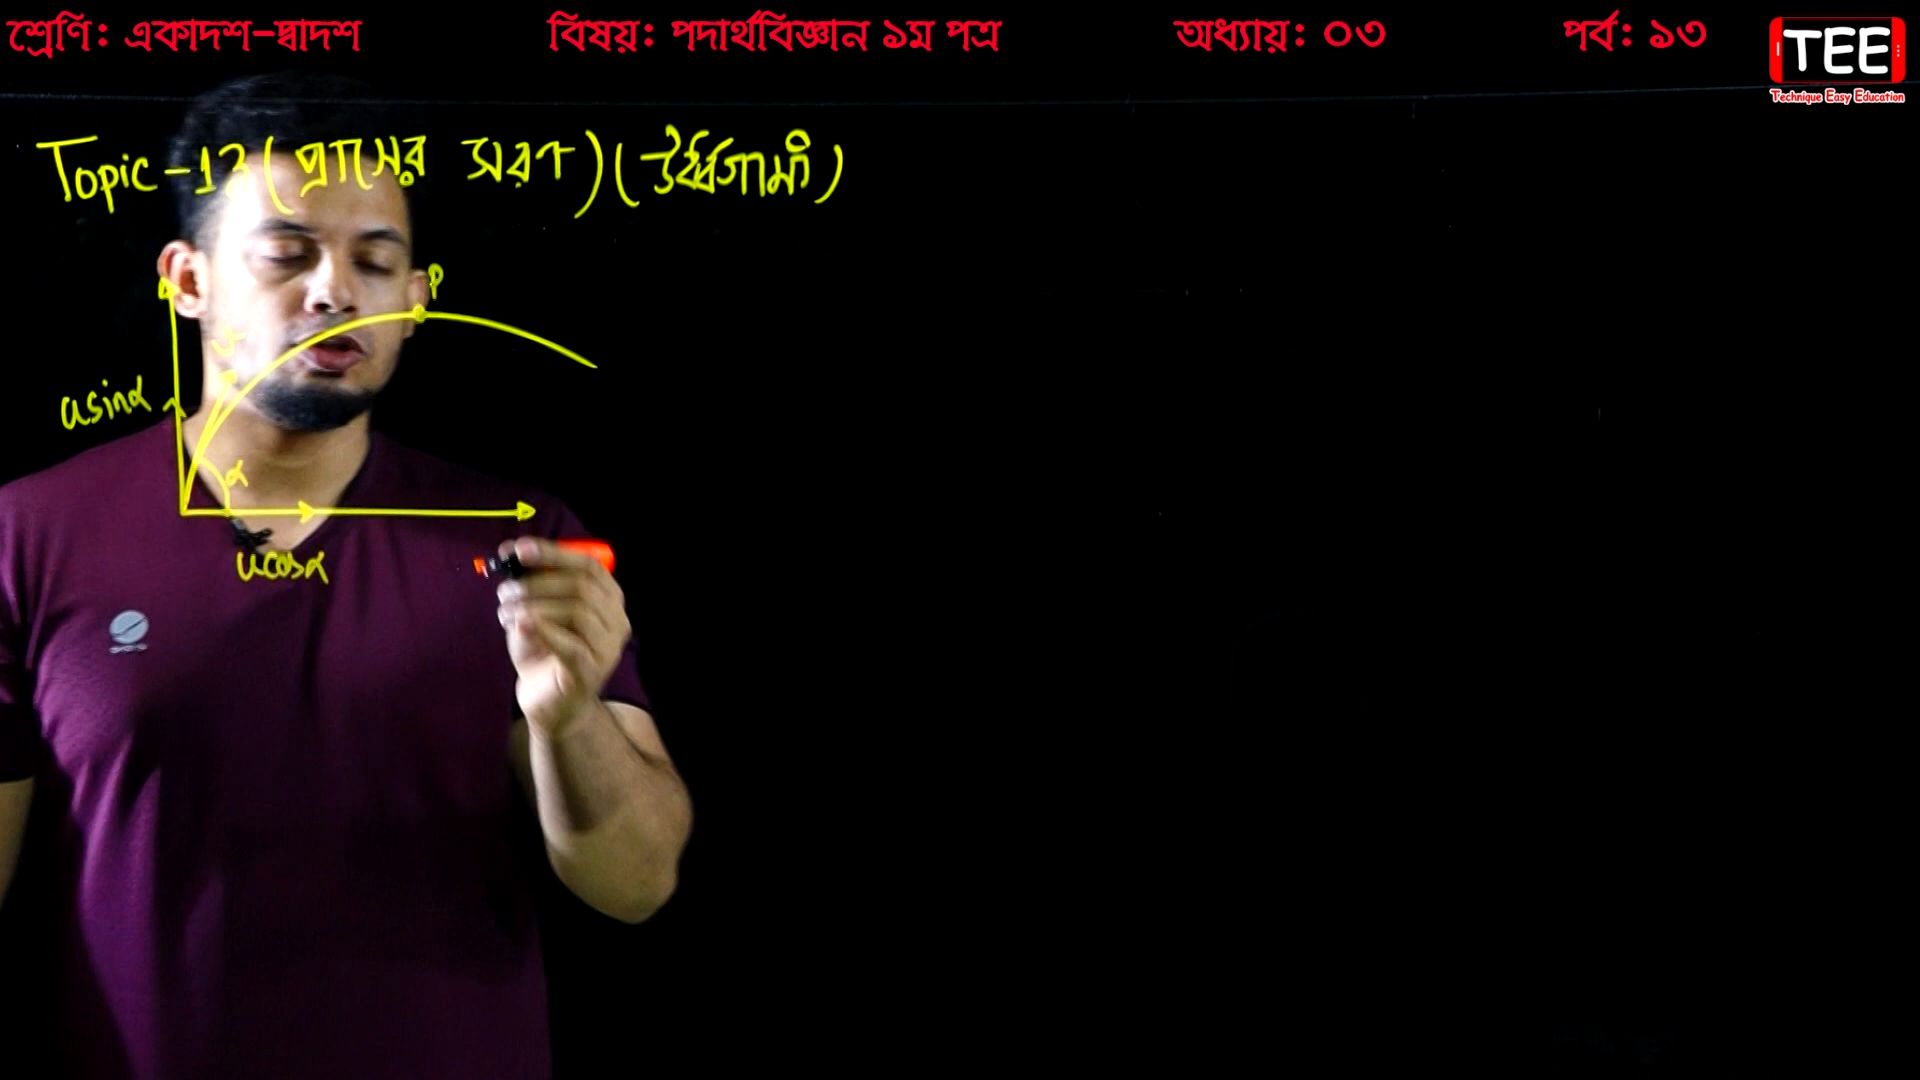 শ্রেণি: একাদশ-দ্বাদশ বিষয়: পদার্থবিজ্ঞান ১ম পত্র অধ্যায়: ০৩ পর্ব: ১৩
TEE
Technique Easy Education
Topic-13 (প্রাসের সরণ) (উর্ধ্বগামী)
P
u
usinα
α
ucosα